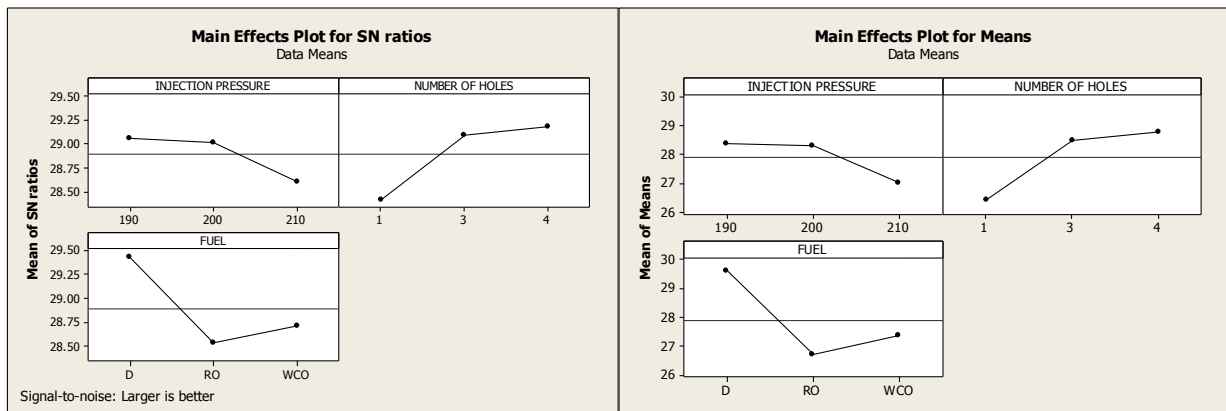 Main Effects Plot for SN ratios
Data Means
INJECTION PRESSURE
NUMBER OF HOLES
29.50
29.25
29.00
28.75
28.50
190
200
210
1
3
4
FUEL
29.50
29.25
29.00
28.75
28.50
D
RO
WCO
Mean of SN ratios
Signal-to-noise: Larger is better
Main Effects Plot for Means
Data Means
INJECTION PRESSURE
NUMBER OF HOLES
30
29
28
27
26
190
200
210
1
3
4
FUEL
30
29
28
27
26
D
RO
WCO
Mean of Means